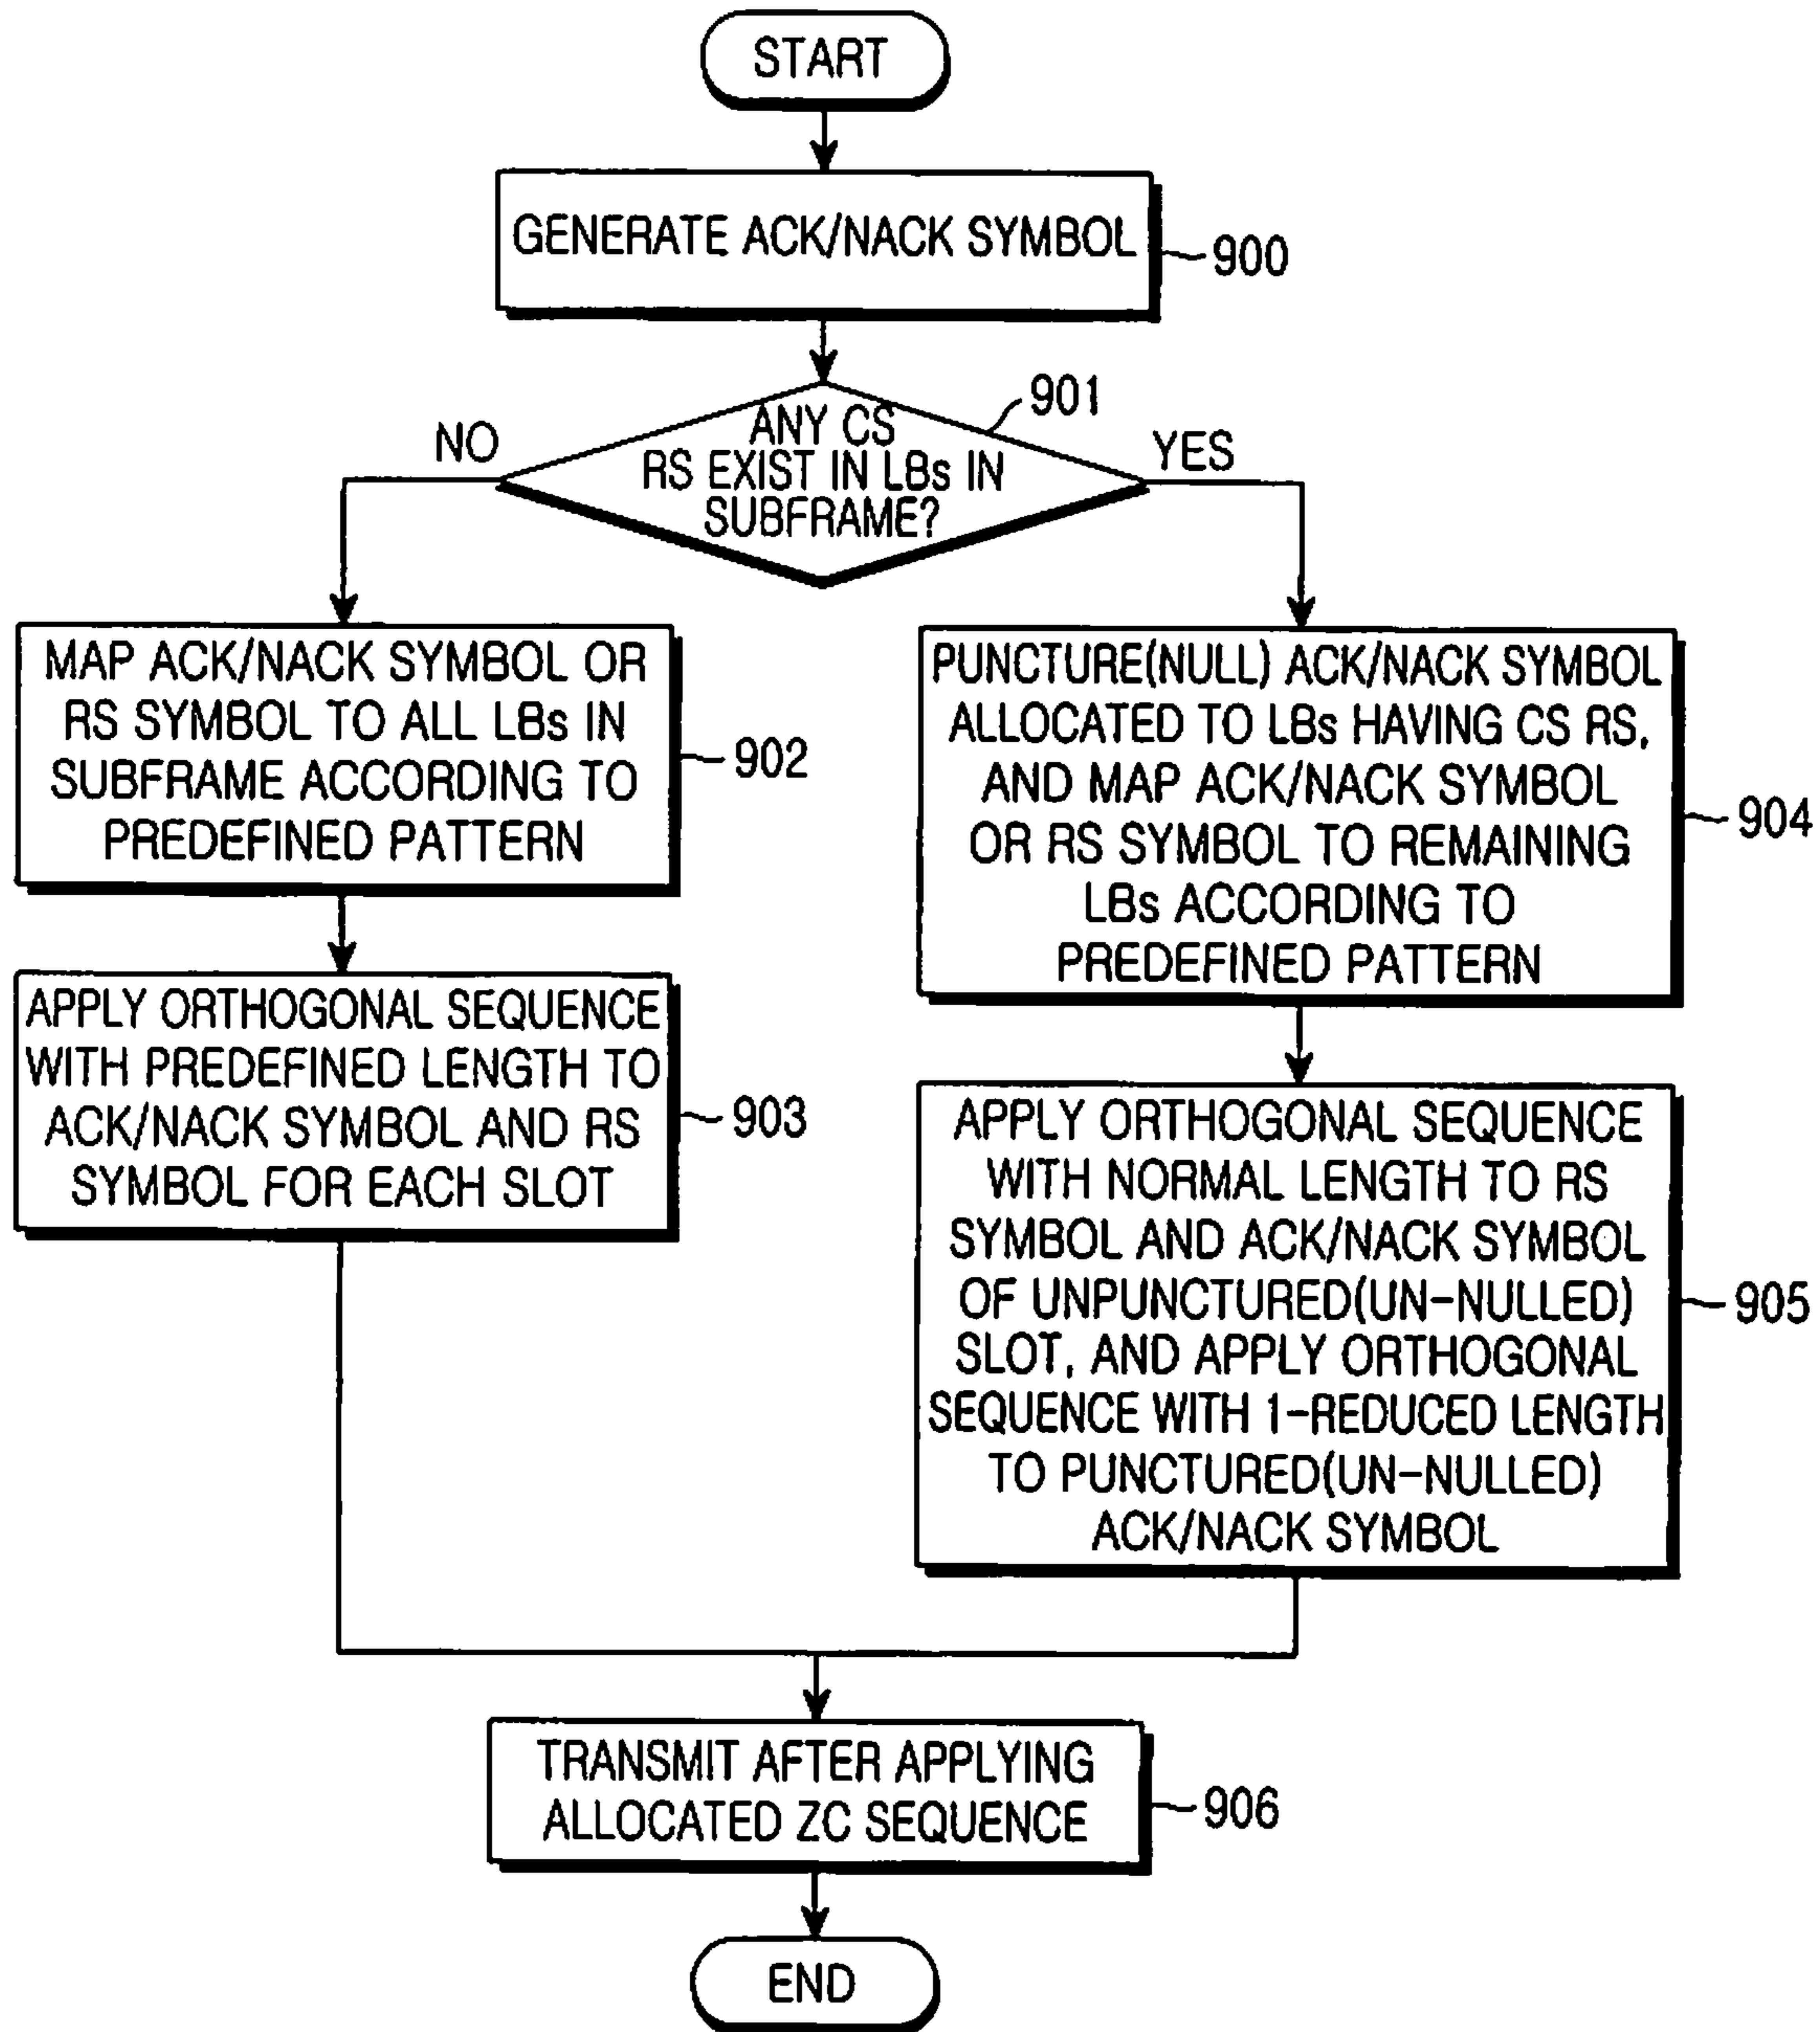 START
GENERATE ACK/NACK SYMBOL
900
901
ANY CS
RS EXIST IN LBs IN
SUBFRAME?
NO
YES
MAP ACK/NACK SYMBOL OR
RS SYMBOL TO ALL LBs IN
SUBFRAME ACCORDING TO
PREDEFINED PATTERN
902
APPLY ORTHOGONAL SEQUENCE
WITH PREDEFINED LENGTH TO
ACK/NACK SYMBOL AND RS
SYMBOL FOR EACH SLOT
903
PUNCTURE(NULL) ACK/NACK SYMBOL
ALLOCATED TO LBs HAVING CS RS,
AND MAP ACK/NACK SYMBOL
OR RS SYMBOL TO REMAINING
LBs ACCORDING TO
PREDEFINED PATTERN
904
APPLY ORTHOGONAL SEQUENCE
WITH NORMAL LENGTH TO RS
SYMBOL AND ACK/NACK SYMBOL
OF UNPUNCTURED(UN-NULLED)
SLOT, AND APPLY ORTHOGONAL
SEQUENCE WITH 1-REDUCED LENGTH
TO PUNCTURED(UN-NULLED)
ACK/NACK SYMBOL
905
TRANSMIT AFTER APPLYING
ALLOCATED ZC SEQUENCE
906
END